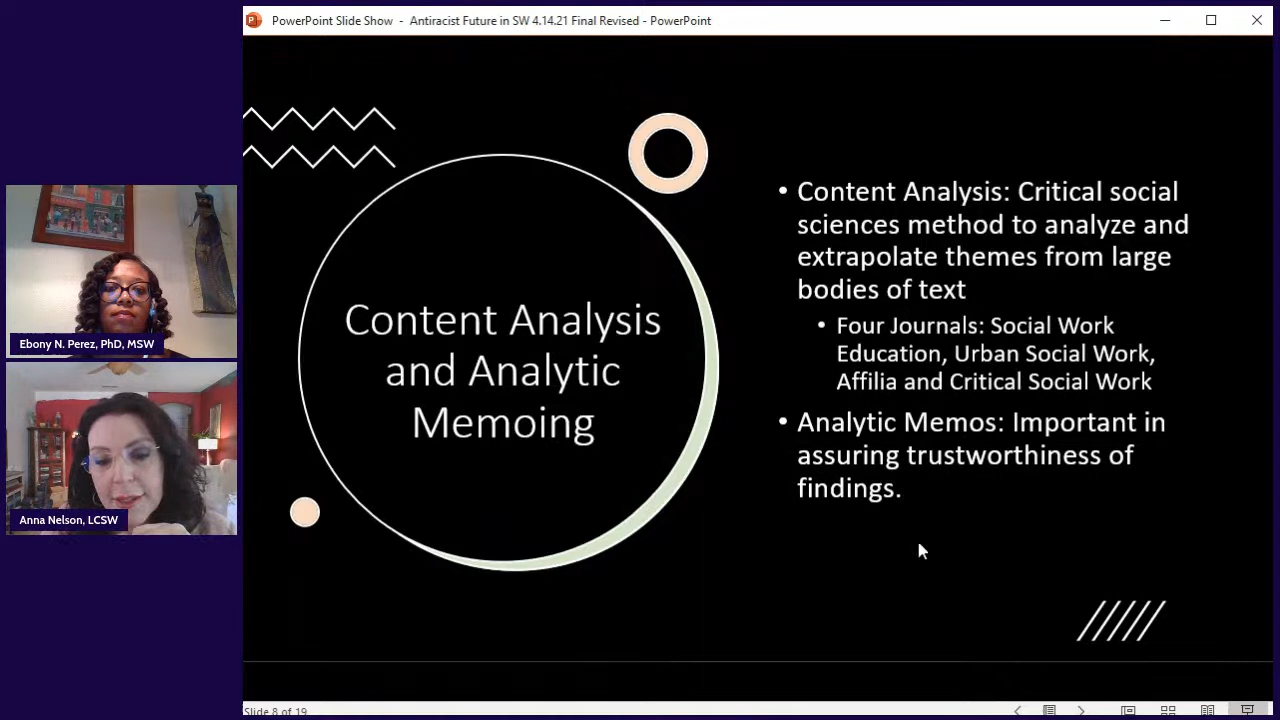 PowerPoint Slide Show - Antiracist Future in SW 4.14.21 Final Revised - PowerPoint
Ebony N. Perez, PhD, MSW
Anna Nelson, LCSW
Content Analysis
and Analytic
Memoing
• Content Analysis: Critical social
sciences method to analyze and
extrapolate themes from large
bodies of text
• Four Journals: Social Work
Education, Urban Social Work,
Affilia and Critical Social Work
• Analytic Memos: Important in
assuring trustworthiness of
findings.
Slide 8 of 19